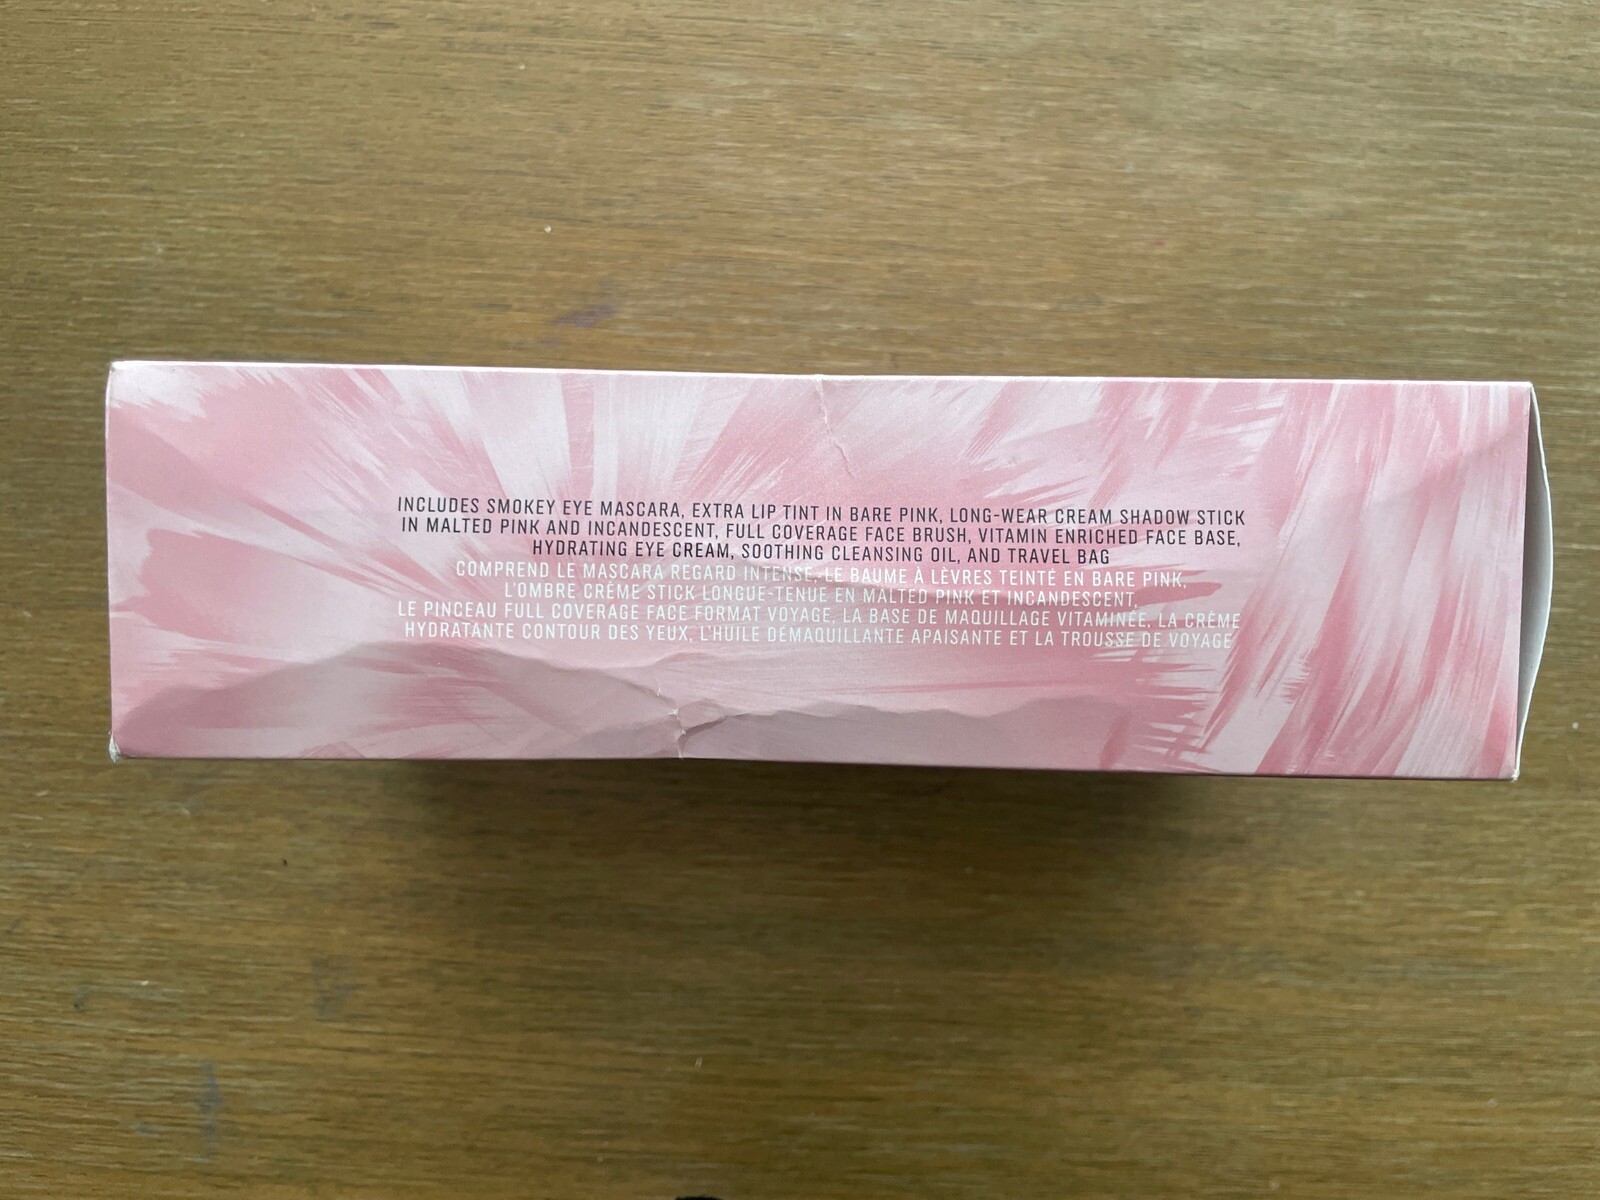 INCLUDES SMOKEY EYE MASCARA, EXTRA LIP TINT IN BARE PINK, LONG-WEAR CREAM SHADOW STICK
IN MALTED PINK AND INCANDESCENT, FULL COVERAGE FACE BRUSH, VITAMIN ENRICHED FACE BASE,
HYDRATING EYE CREAM, SOOTHING CLEANSING OIL, AND TRAVEL BAG
COMPREND LE MASCARA REGARD INTENSE, LE BAUME À LÈVRES TEINTÉ EN BARE PINK,
L'OMBRE CRÈME STICK LONGUE-TENUE EN MALTED PINK ET INCANDESCENT,
LE PINCEAU FULL COVERAGE FACE FORMAT VOYAGE, LA BASE DE MAQUILLAGE VITAMINÉE, LA CRÈME
HYDRATANTE CONTOUR DES YEUX, L'HUILE DÉMAQUILLANTE APAISANTE ET LA TROUSSE DE VOYAGE